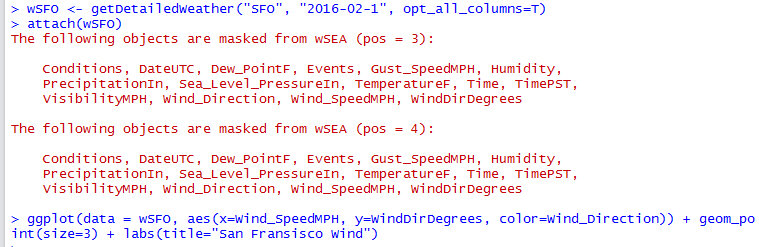 > wSFO <- getDetailedWeather("SFO", "2016-02-1", opt_all_columns=T)
> attach(wSFO)
The following objects are masked from wSEA (pos = 3):
Conditions, DateUTC, Dew_PointF, Events, Gust_SpeedMPH, Humidity,
PrecipitationIn, Sea_Level_PressureIn, TemperatureF, Time, TimePST,
VisibilityMPH, Wind_Direction, Wind_SpeedMPH, WindDirDegrees
The following objects are masked from wSEA (pos = 4):
Conditions, DateUTC, Dew_PointF, Events, Gust_SpeedMPH, Humidity,
PrecipitationIn, Sea_Level_PressureIn, TemperatureF, Time, TimePST,
VisibilityMPH, Wind_Direction, Wind_SpeedMPH, WindDirDegrees
> ggplot(data = wSFO, aes(x=Wind_SpeedMPH, y=WindDirDegrees, color=Wind_Direction)) + geom_po
int(size=3) + labs(title="San Fransisco Wind")